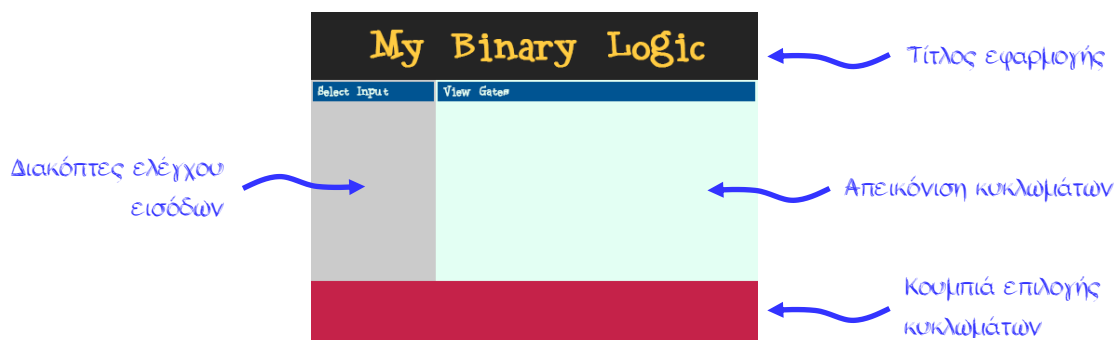 My Binary Logic
Τίτλος εφαρμογής
Select Input
View Gates
Διακόπτες ελέγχου
εισόδων
Απεικόνιση κυκλωμάτων
Κουμπιά επιλογής
κυκλωμάτων